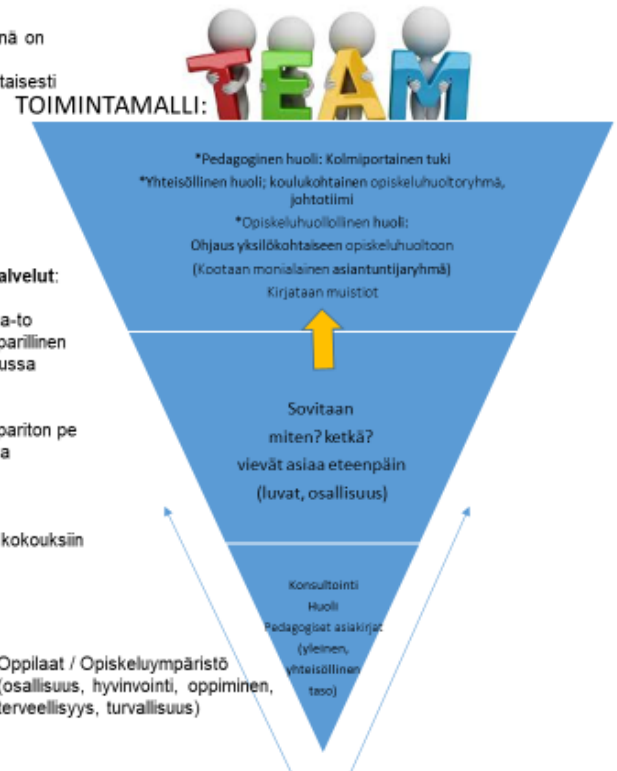 nä on
taisesti
TEAM
TOIMINTAMALLI:
*Pedagoginen huoli: Kolmiportainen tuki
*Yhteisöllinen huoli; koulukohtainen opiskeluhuoltoryhmä,
johtotiimi
*Opiskeluhuollollinen huoli:
Ohjaus yksilökohtaiseen opiskeluhuoltoon
(Kootaan monialainen asiantuntijaryhmä)
Kirjataan muistiot
alvelut:
a-to
parillinen
ussa
pariton pe
a
kokouksiin
Sovitaan
miten? ketkä?
vievät asiaa eteenpäin
(luvat, osallisuus)
Konsultointi
Huoli
Pedagogiset asiakirjat
(yleinen,
yhteisöllinen
taso)
Oppilaat / Opiskeluympäristö
(osallisuus, hyvinvointi, oppiminen,
terveellisyys, turvallisuus)